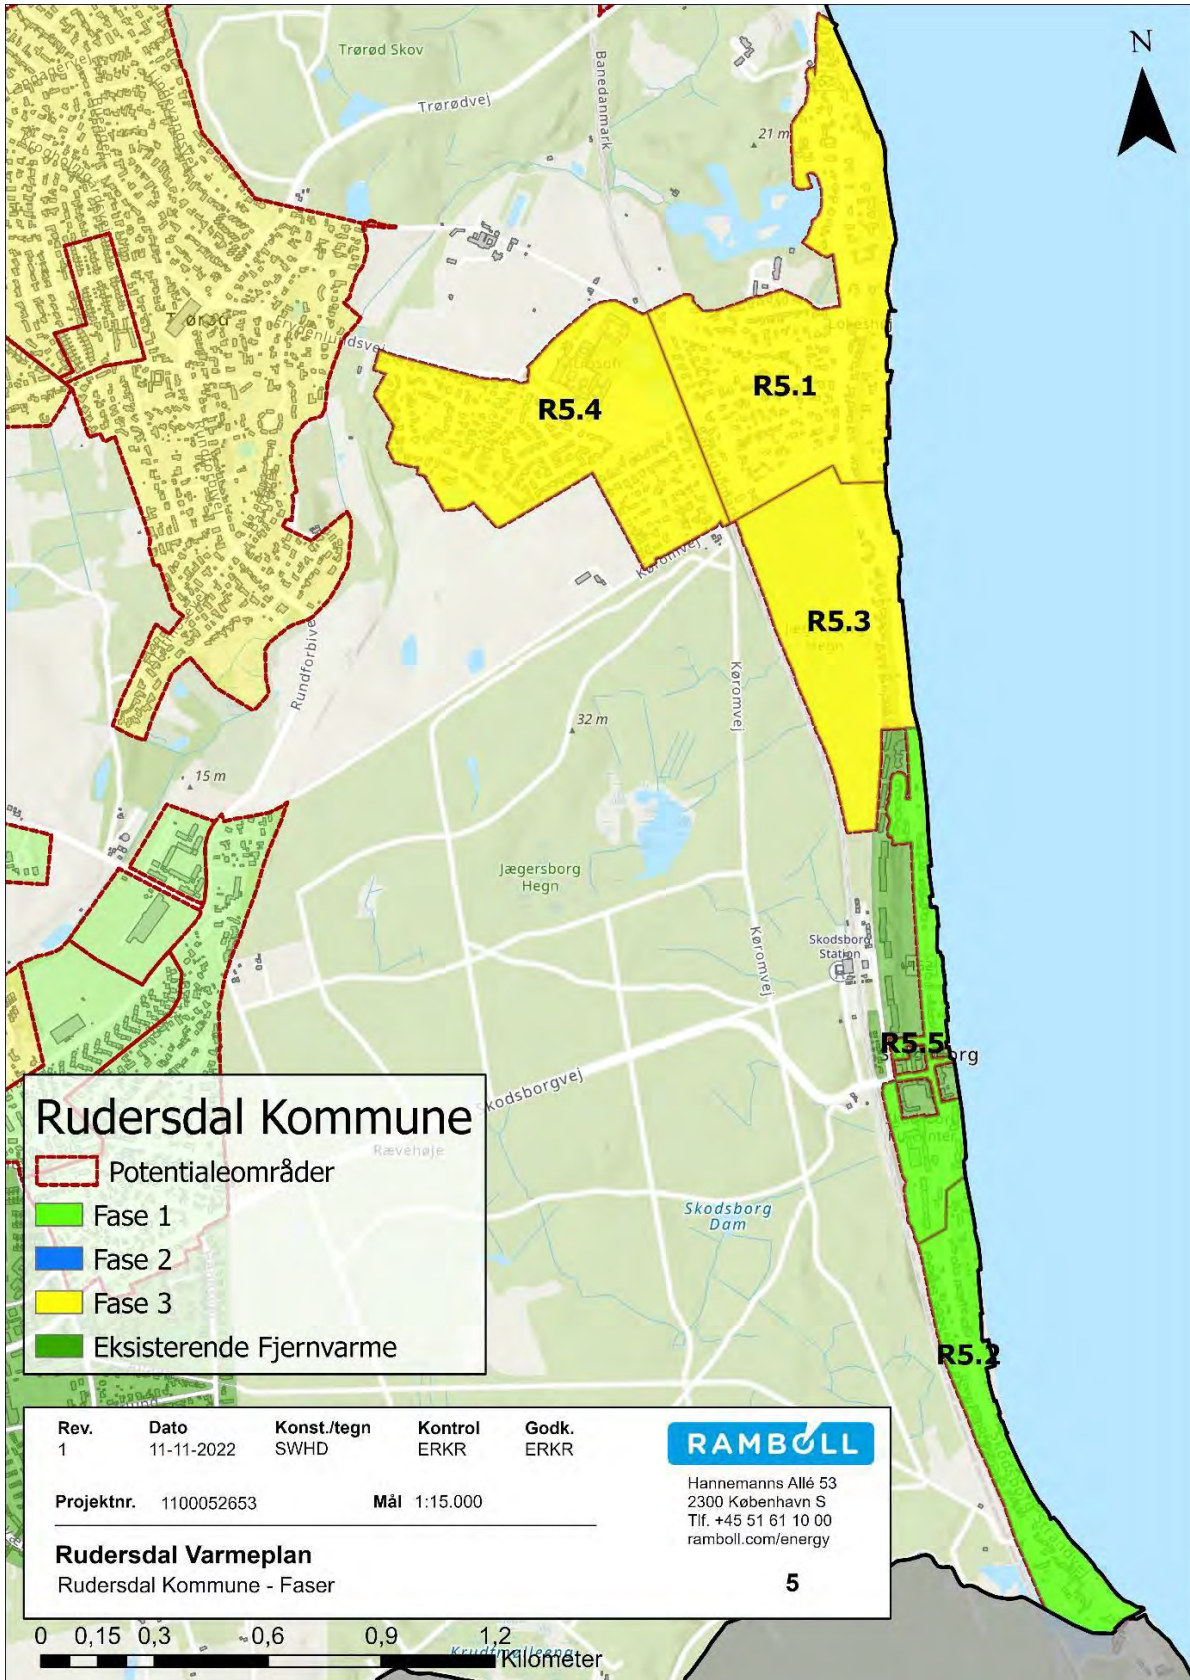 N
Trørød Skov
Trørødvej
Banedanmark
21 m
Trørød
R5.1
R5.4
R5.3
Køromvej
Rundforbivej
Køromvej
32 m
15 m
Hegn
Jægersborg
Hegn
Skodsborg
Station
Køromvej
R5.5
Skodsborgvej
Rævehøje
Skodsborg
Dam
R5.2
Rudersdal Kommune
Potentialeområder
Fase 1
Fase 2
Fase 3
Eksisterende Fjernvarme
Rev. Dato Konst./tegn Kontrol Godk.
1 11-11-2022 SWHD ERKR ERKR
Projektnr. 1100052653 Mål 1:15.000
Rudersdal Varmeplan
Rudersdal Kommune - Faser
RAMBOLL
Hannemanns Allé 53
2300 København S
Tlf. +45 51 61 10 00
ramboll.com/energy
5
0 0,15 0,3 0,6 0,9 1,2
Kilometer